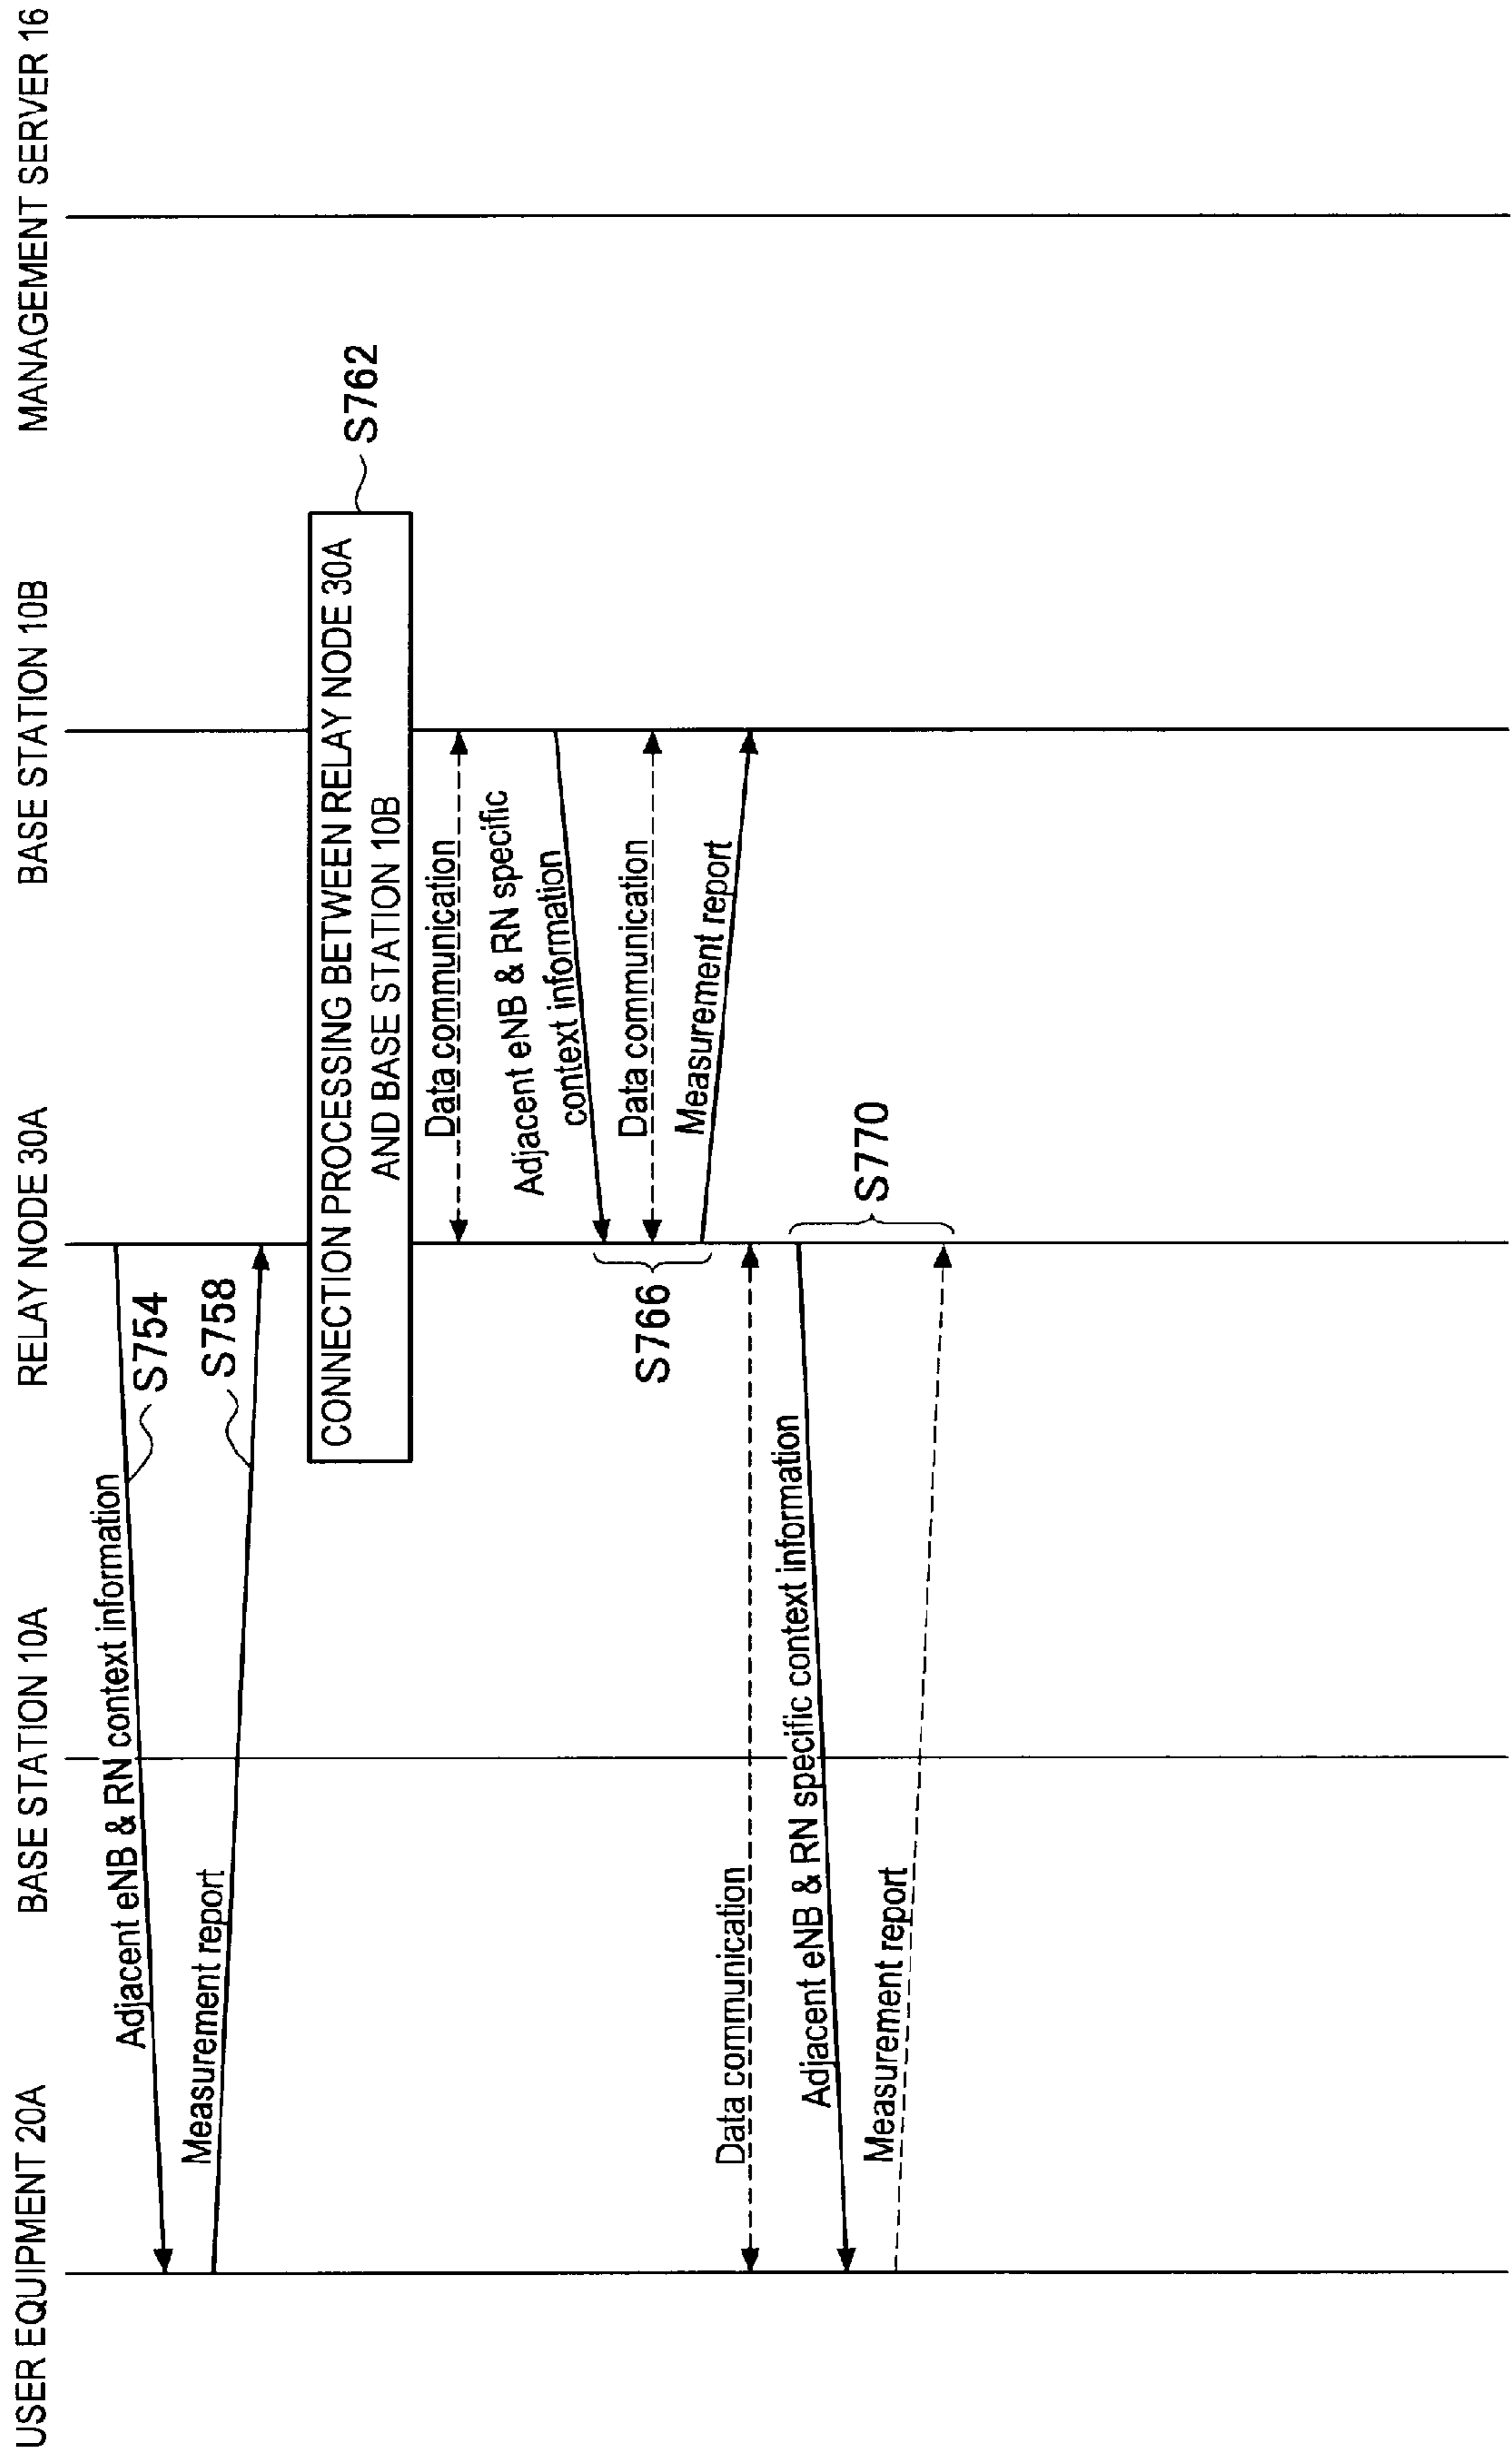 USER EQUIPMENT 20A
BASE STATION 10A
RELAY NODE 30A
BASE STATION 10B
MANAGEMENT SERVER 16
Adjacent eNB & RN context information
S754
Measurement report
S758
CONNECTION PROCESSING BETWEEN RELAY NODE 30A
AND BASE STATION 10B
S762
Data communication
Adjacent eNB & RN specific
context information
Data communication
S766
Measurement report
Data communication
Adjacent eNB & RN specific context information
S770
Measurement report